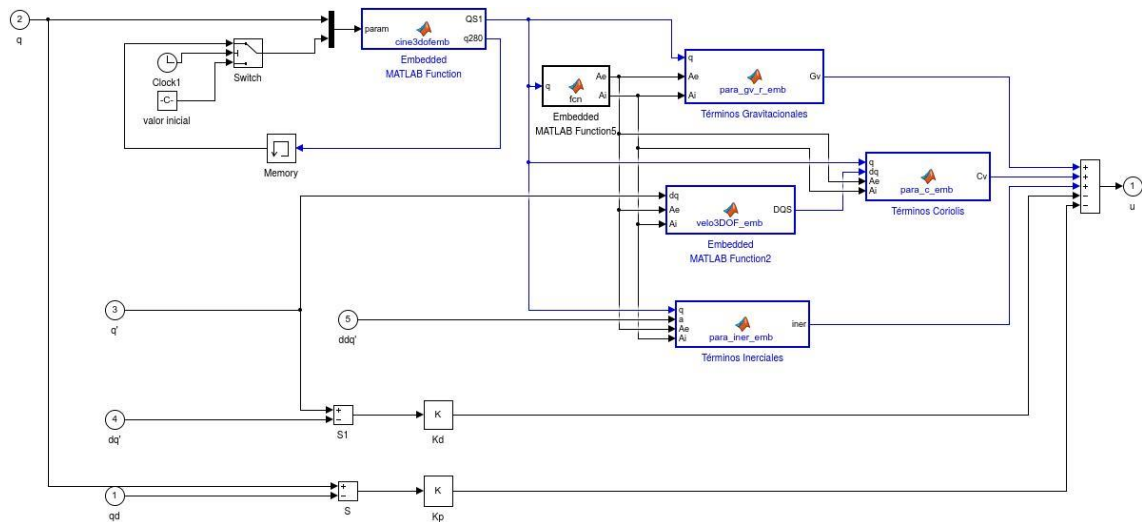 2
q
param
cine3dofemb
QS1
q280
Embedded
MATLAB Function
Clock1
Switch
-C-
valor inicial
Memory
q
fcn
Ae
Ai
Embedded
MATLAB Function5
q
Ae
Ai
para_gv_r_emb
Gv
Términos Gravitacionales
q
dq
Ae
Ai
para_c_emb
Cv
Términos Coriolis
dq
Ae
Ai
velo3DOF_emb
DQS
Embedded
MATLAB Function2
+
+
+
−
−
1
u
3
q'
5
ddq'
q
a
Ae
Ai
para_iner_emb
iner
Términos Inerciales
4
dq'
+
−
S1
K
Kd
1
qd
+
−
S
K
Kp